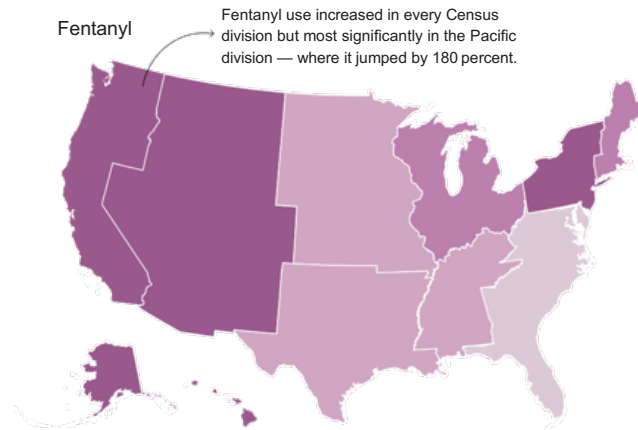 Fentanyl
Fentanyl use increased in every Census
division but most significantly in the Pacific
division — where it jumped by 180 percent.